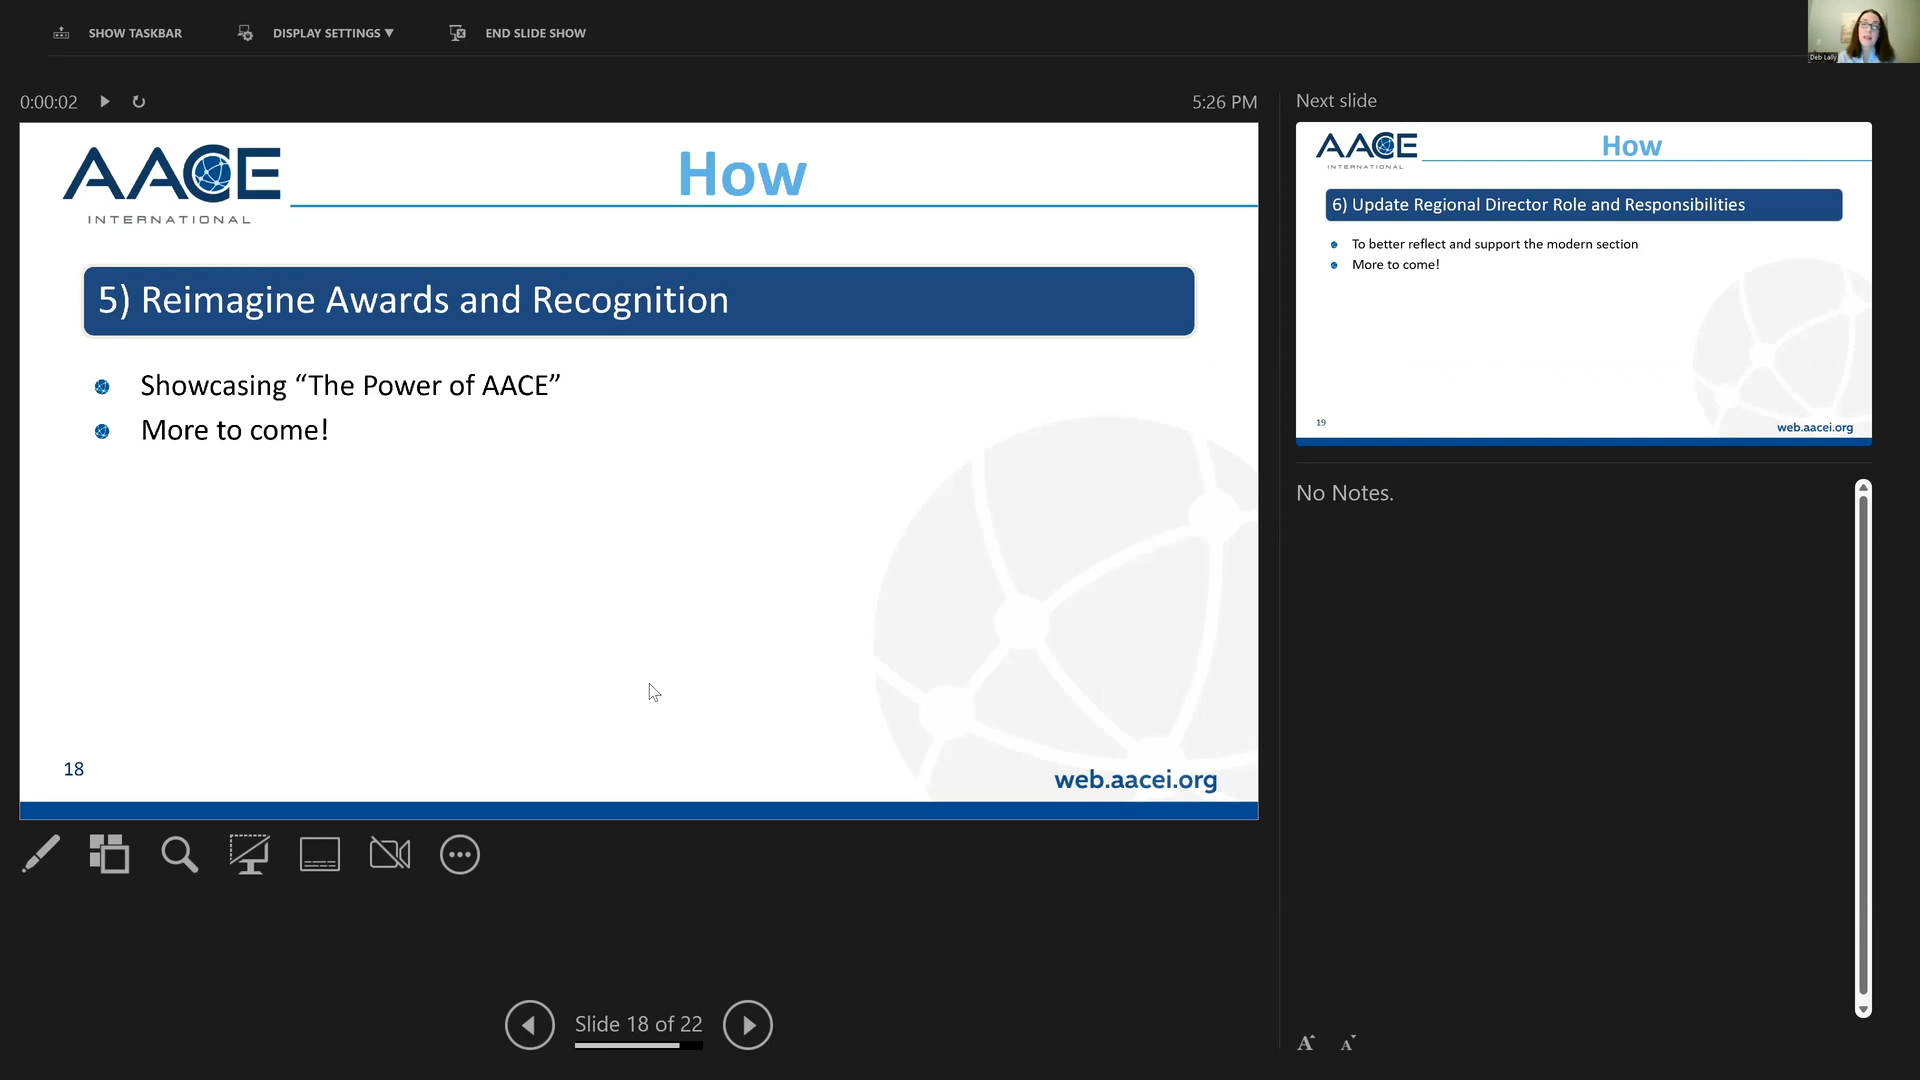 SHOW TASKBAR
DISPLAY SETTINGS ▼
END SLIDE SHOW
Deb Lally
0:00:02
5:26 PM
AACE
INTERNATIONAL
How
5) Reimagine Awards and Recognition
Showcasing “The Power of AACE”
More to come!
18
web.aacei.org
Slide 18 of 22
Next slide
AACE
INTERNATIONAL
How
6) Update Regional Director Role and Responsibilities
To better reflect and support the modern section
More to come!
19
web.aacei.org
No Notes.
A A